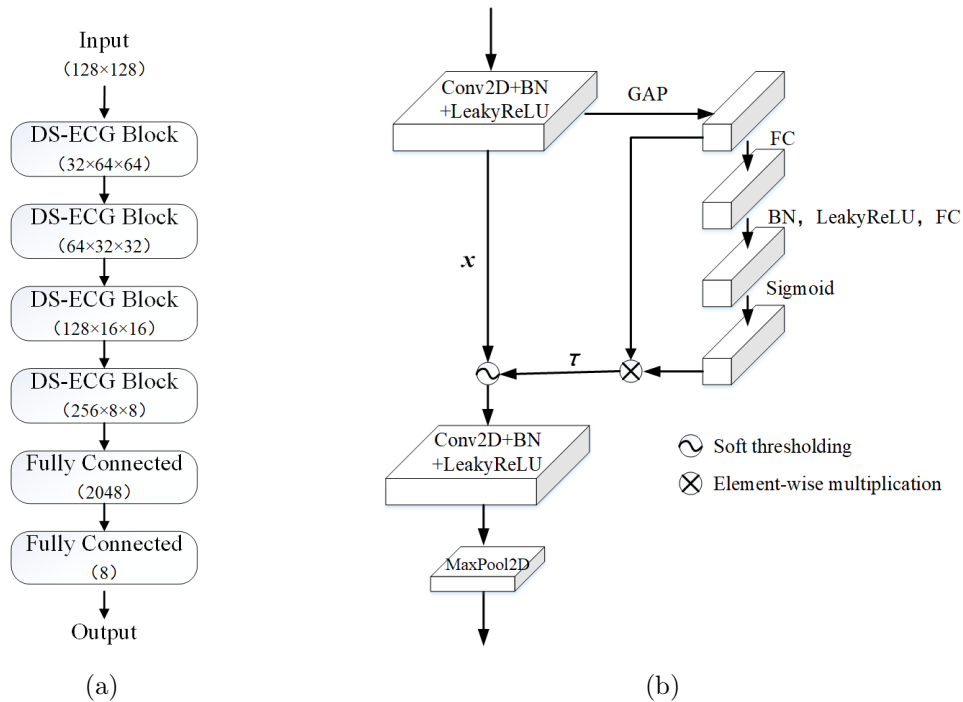 Input
(128×128)
DS-ECG Block
(32×64×64)
DS-ECG Block
(64×32×32)
DS-ECG Block
(128×16×16)
DS-ECG Block
(256×8×8)
Fully Connected
(2048)
Fully Connected
(8)
Output
(a)
Conv2D+BN
+LeakyReLU
GAP
FC
BN, LeakyReLU, FC
Sigmoid
x
τ
Conv2D+BN
+LeakyReLU
Soft thresholding
Element-wise multiplication
MaxPool2D
(b)